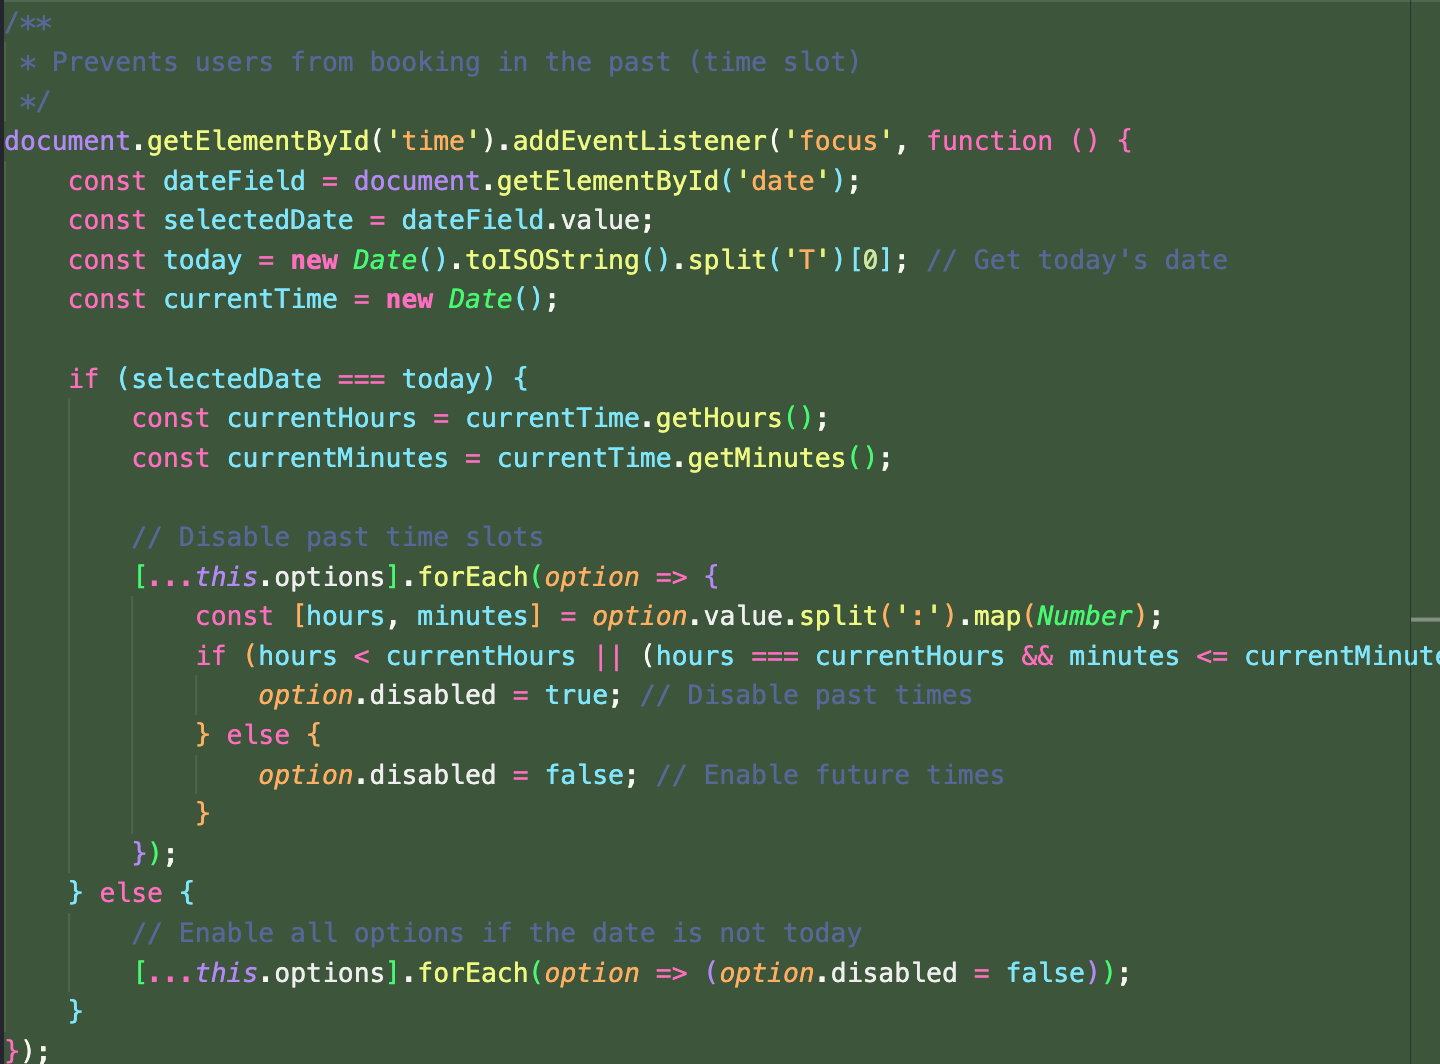 /**
 * Prevents users from booking in the past (time slot)
 */
document.getElementById('time').addEventListener('focus', function () {
    const dateField = document.getElementById('date');
    const selectedDate = dateField.value;
    const today = new Date().toISOString().split('T')[0]; // Get today's date
    const currentTime = new Date();

    if (selectedDate === today) {
        const currentHours = currentTime.getHours();
        const currentMinutes = currentTime.getMinutes();

        // Disable past time slots
        [...this.options].forEach(option => {
            const [hours, minutes] = option.value.split(':').map(Number);
            if (hours < currentHours || (hours === currentHours && minutes <=
                option.disabled = true; // Disable past times
            } else {
                option.disabled = false; // Enable future times
            }
        });
    } else {
        // Enable all options if the date is not today
        [...this.options].forEach(option => (option.disabled = false));
    }
});